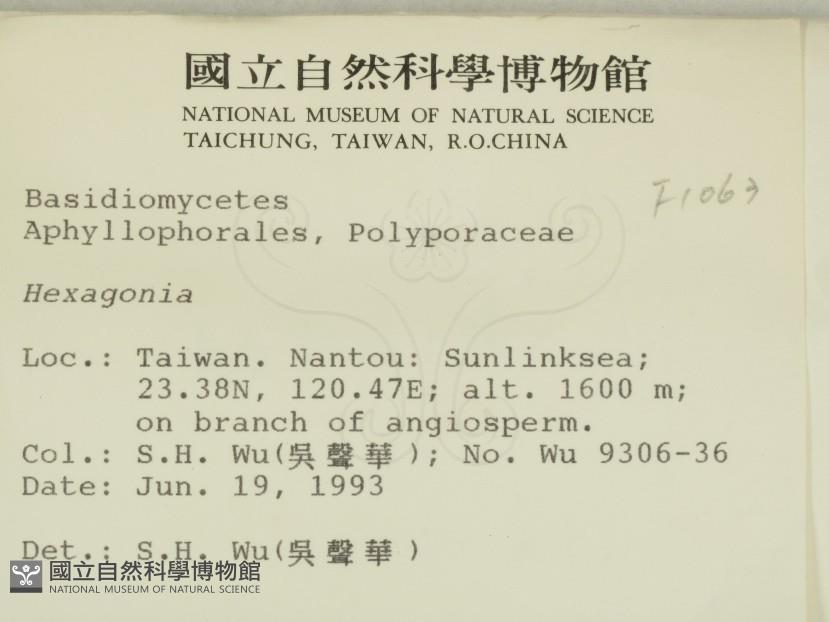 國立自然科學博物館
NATIONAL MUSEUM OF NATURAL SCIENCE
TAICHUNG, TAIWAN, R.O.CHINA
F1063
Basidiomycetes
Aphyllophorales, Polyporaceae
Hexagonia
Loc.: Taiwan. Nantou: Sunlinksea;
23.38N, 120.47E; alt. 1600 m;
on branch of angiosperm.
Col.: S.H. Wu(吳聲華); No. Wu 9306-36
Date: Jun. 19, 1993
Det.: S.H. Wu(吳聲華)
國立自然科學博物館
NATIONAL MUSEUM OF NATURAL SCIENCE